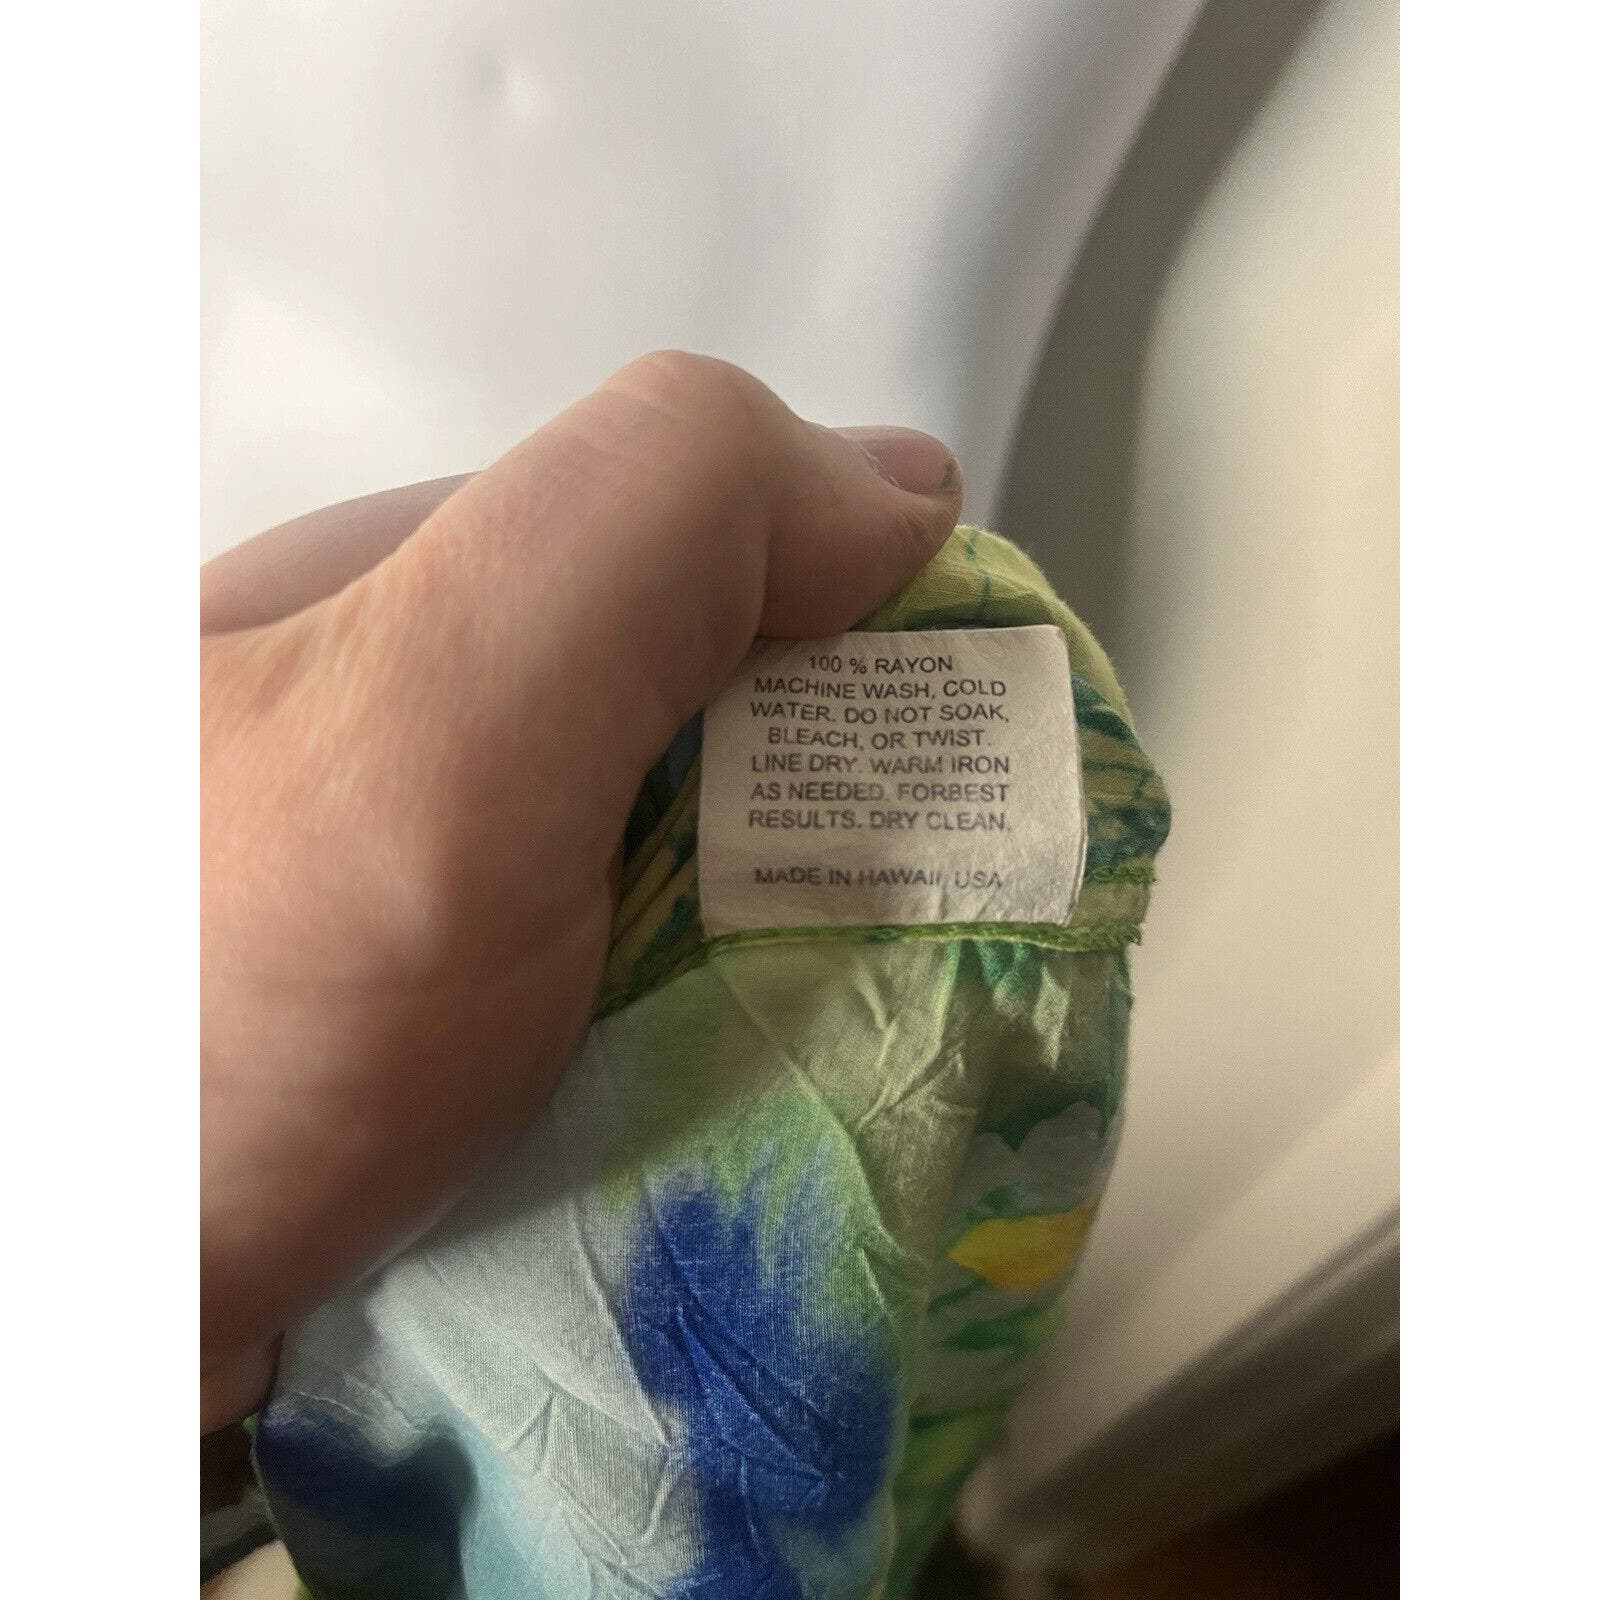 100 % RAYON
MACHINE WASH, COLD
WATER. DO NOT SOAK,
BLEACH, OR TWIST.
LINE DRY. WARM IRON
AS NEEDED. FORBEST
RESULTS. DRY CLEAN.
MADE IN HAWAII, USA